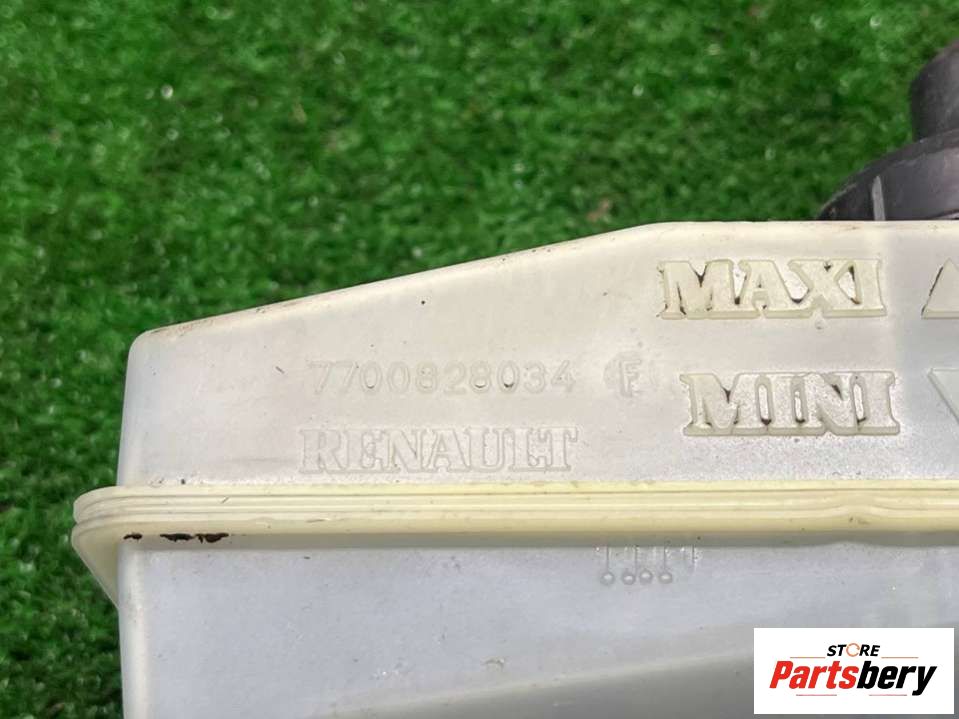 MAXI
7700828034 F
MINI
RENAULT
STORE
Partsbery